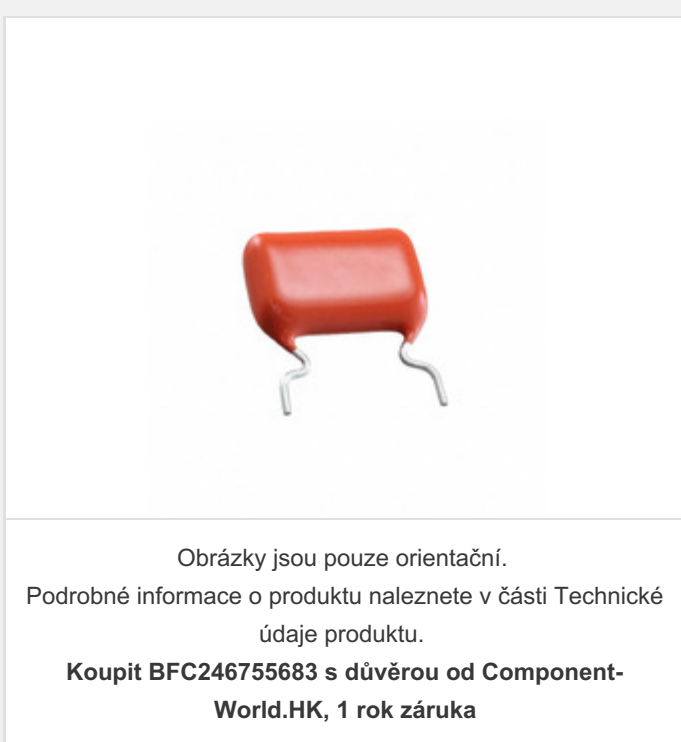 Obrázky jsou pouze orientační.
Podrobné informace o produktu naleznete v části Technické
údaje produktu.
Koupit BFC246755683 s důvěrou od Component-
World.HK, 1 rok záruka